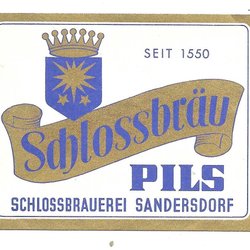 SEIT 1550
Schlossbräu
PILS
SCHLOSSBRAUEREI SANDERSDORF